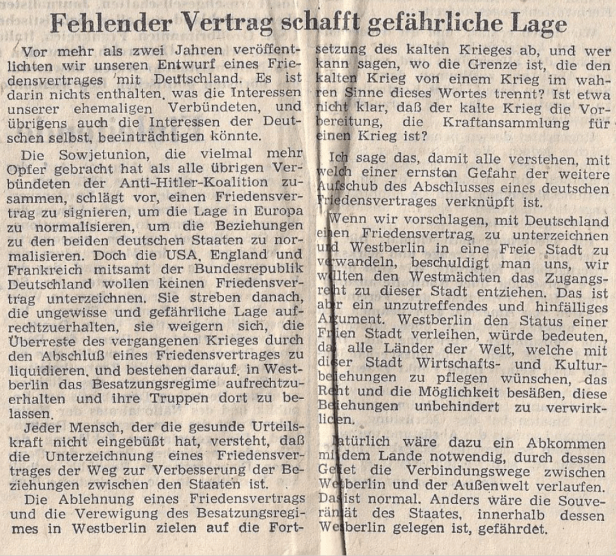 Fehlender Vertrag schafft gefährliche Lage
Vor mehr als zwei Jahren veröffent-
lichten wir unseren Entwurf eines Frie-
densvertrages mit Deutschland. Es ist
darin nichts enthalten, was die Interessen
unserer ehemaligen Verbündeten, und
übrigens auch die Interessen der Deut-
schen selbst, beeinträchtigen könnte.
Die Sowjetunion, die vielmal mehr
Opfer gebracht hat als alle übrigen Ver-
bündeten der Anti-Hitler-Koalition zu-
sammen, schlägt vor, einen Friedensver-
trag zu signieren, um die Lage in Europa
zu normalisieren, um die Beziehungen
zu den beiden deutschen Staaten zu nor-
malisieren. Doch die USA, England und
Frankreich mitsamt der Bundesrepublik
Deutschland wollen keinen Friedensver-
trag unterzeichnen. Sie streben danach,
die ungewisse und gefährliche Lage auf-
rechtzuerhalten, sie weigern sich, die
Überreste des vergangenen Krieges durch
den Abschluß eines Friedensvertrages zu
liquidieren, und bestehen darauf, in West-
berlin das Besatzungsregime aufrechtzu-
erhalten und ihre Truppen dort zu be-
lassen.
Jeder Mensch, der die gesunde Urteils-
kraft nicht eingebüßt hat, versteht, daß
die Unterzeichnung eines Friedensver-
trages der Weg zur Verbesserung der Be-
ziehungen zwischen den Staaten ist.
Die Ablehnung eines Friedensvertrags
und die Verewigung des Besatzungsregi-
mes in Westberlin zielen auf die Fort-
setzung des kalten Krieges ab, und wer
kann sagen, wo die Grenze ist, die den
kalten Krieg von einem Krieg im wah-
ren Sinne dieses Wortes trennt? Ist etwa
nicht klar, daß der kalte Krieg die Vor-
bereitung, die Kraftansammlung für
einen Krieg ist?
Ich sage das, damit alle verstehen, mit
welch einer ernsten Gefahr der weitere
Aufschub des Abschlusses eines deutschen
Friedensvertrages verknüpft ist.
Wenn wir vorschlagen, mit Deutschland
einen Friedensvertrag zu unterzeichnen
und Westberlin in eine Freie Stadt zu
verwandeln, beschuldigt man uns, wir
wollten den Westmächten das Zugangs-
recht zu dieser Stadt entziehen. Das ist
aber ein unzutreffendes und hinfälliges
Argument. Westberlin den Status einer
Freien Stadt verleihen, würde bedeuten,
daß alle Länder der Welt, welche mit
dieser Stadt Wirtschafts- und Kultur-
beziehungen zu pflegen wünschen, das
Recht und die Möglichkeit besäßen, diese
Beziehungen unbehindert zu verwirk-
lichen.
Natürlich wäre dazu ein Abkommen
mit dem Lande notwendig, durch dessen
Gebiet die Verbindungswege zwischen
Westberlin und der Außenwelt verlaufen.
Das ist normal. Anders wäre die Souve-
ränität des Staates, innerhalb dessen
Westberlin gelegen ist, gefährdet.